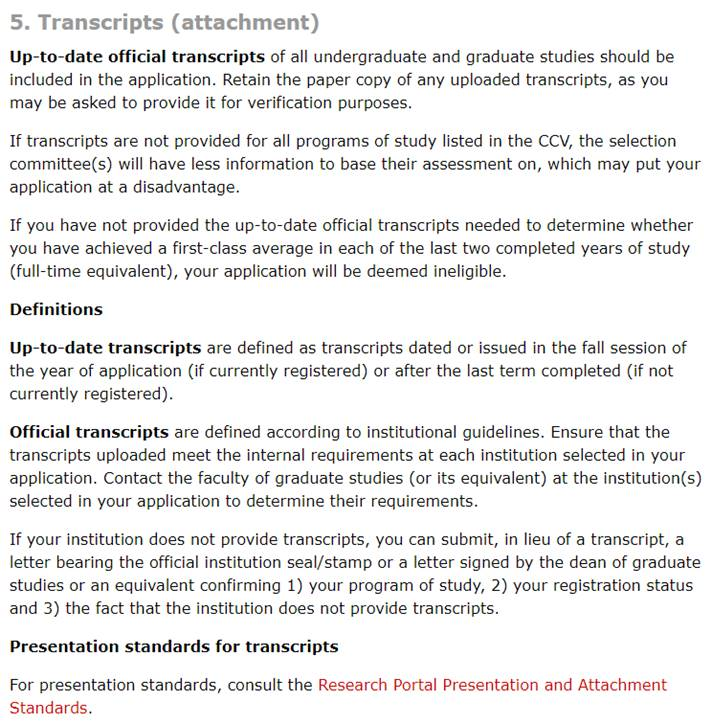 5. Transcripts (attachment)
Up-to-date official transcripts of all undergraduate and graduate studies should be
included in the application. Retain the paper copy of any uploaded transcripts, as you
may be asked to provide it for verification purposes.
If transcripts are not provided for all programs of study listed in the CCV, the selection
committee(s) will have less information to base their assessment on, which may put your
application at a disadvantage.
If you have not provided the up-to-date official transcripts needed to determine whether
you have achieved a first-class average in each of the last two completed years of study
(full-time equivalent), your application will be deemed ineligible.
Definitions
Up-to-date transcripts are defined as transcripts dated or issued in the fall session of
the year of application (if currently registered) or after the last term completed (if not
currently registered).
Official transcripts are defined according to institutional guidelines. Ensure that the
transcripts uploaded meet the internal requirements at each institution selected in your
application. Contact the faculty of graduate studies (or its equivalent) at the institution(s)
selected in your application to determine their requirements.
If your institution does not provide transcripts, you can submit, in lieu of a transcript, a
letter bearing the official institution seal/stamp or a letter signed by the dean of graduate
studies or an equivalent confirming 1) your program of study, 2) your registration status
and 3) the fact that the institution does not provide transcripts.
Presentation standards for transcripts
For presentation standards, consult the Research Portal Presentation and Attachment
Standards.